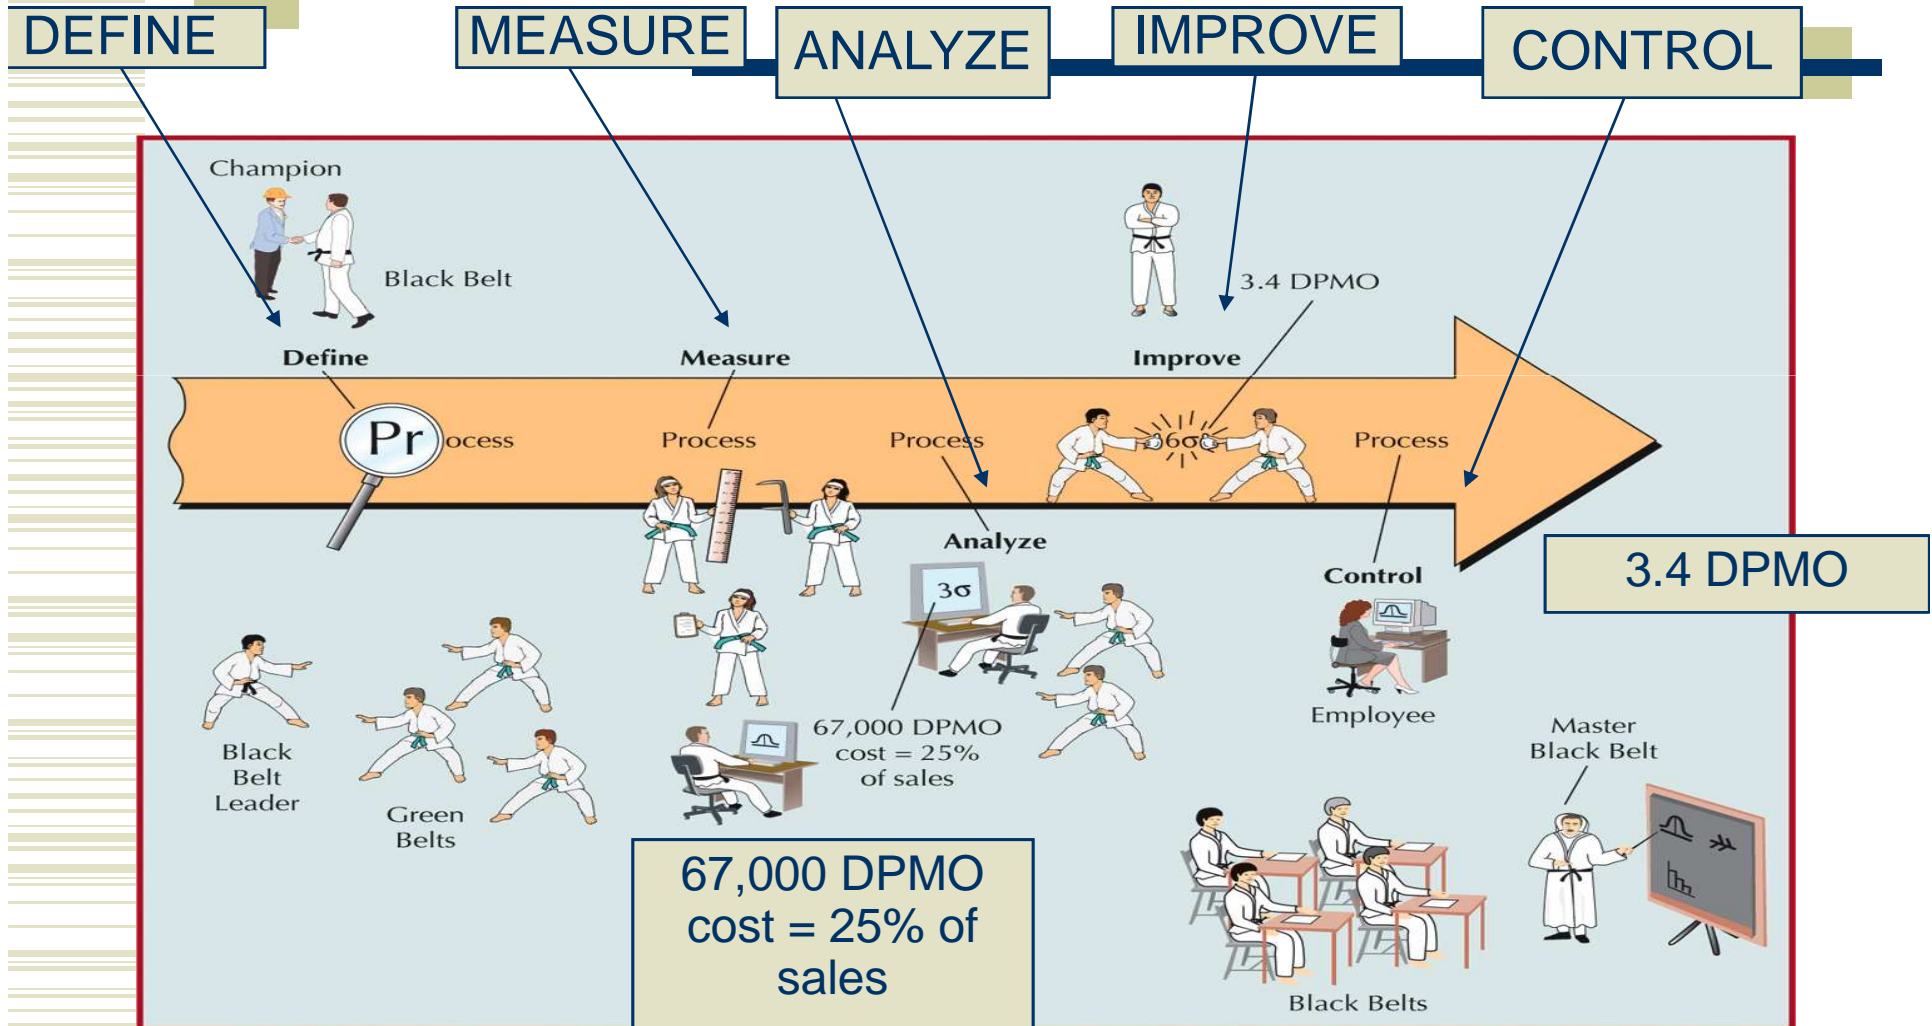 DEFINE
MEASURE
ANALYZE
IMPROVE
CONTROL
Champion
Black Belt
3.4 DPMO
Define
Measure
Improve
Process
Process
Process
6σ
Process
Analyze
3σ
Control
3.4 DPMO
Black
Belt
Leader
Green
Belts
67,000 DPMO
cost = 25%
of sales
Employee
Master
Black Belt
67,000 DPMO
cost = 25% of
sales
Black Belts